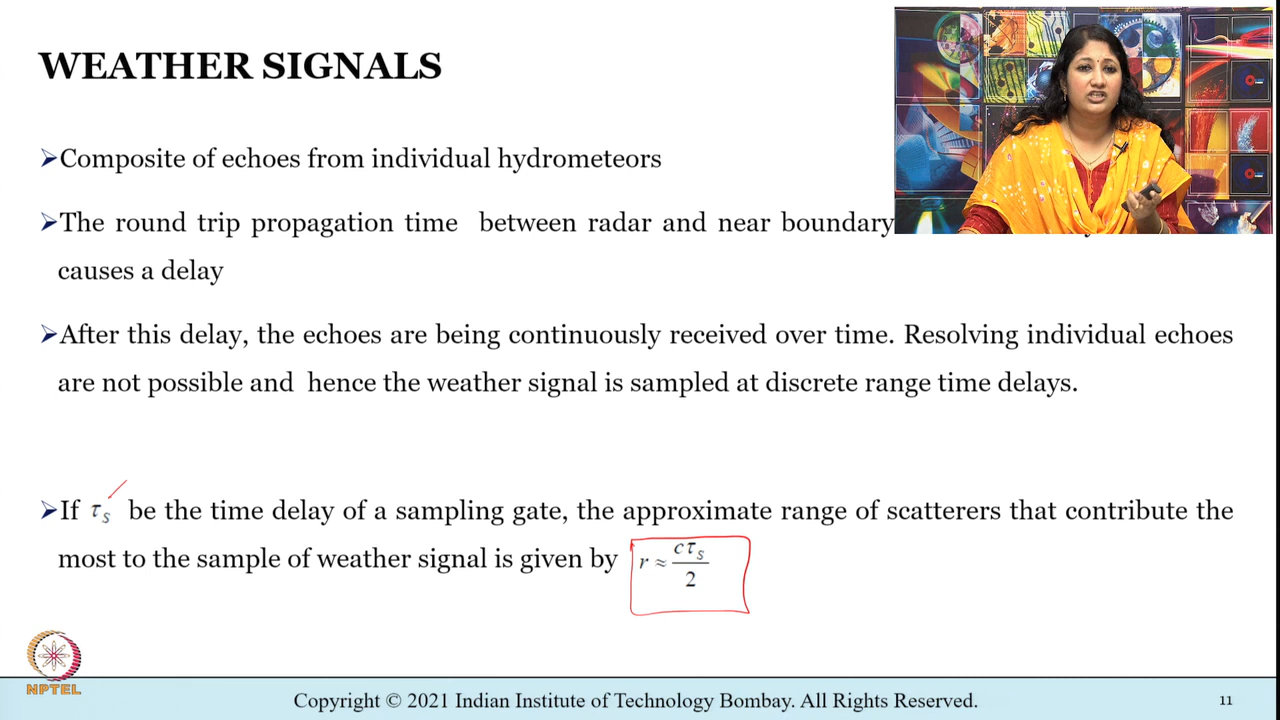 WEATHER SIGNALS
➢Composite of echoes from individual hydrometeors
➢The round trip propagation time between radar and near boundary
causes a delay
➢After this delay, the echoes are being continuously received over time. Resolving individual echoes
are not possible and hence the weather signal is sampled at discrete range time delays.
➢If τₛ be the time delay of a sampling gate, the approximate range of scatterers that contribute the
most to the sample of weather signal is given by r ≈ cτₛ/2
NPTEL
Copyright © 2021 Indian Institute of Technology Bombay. All Rights Reserved.
11